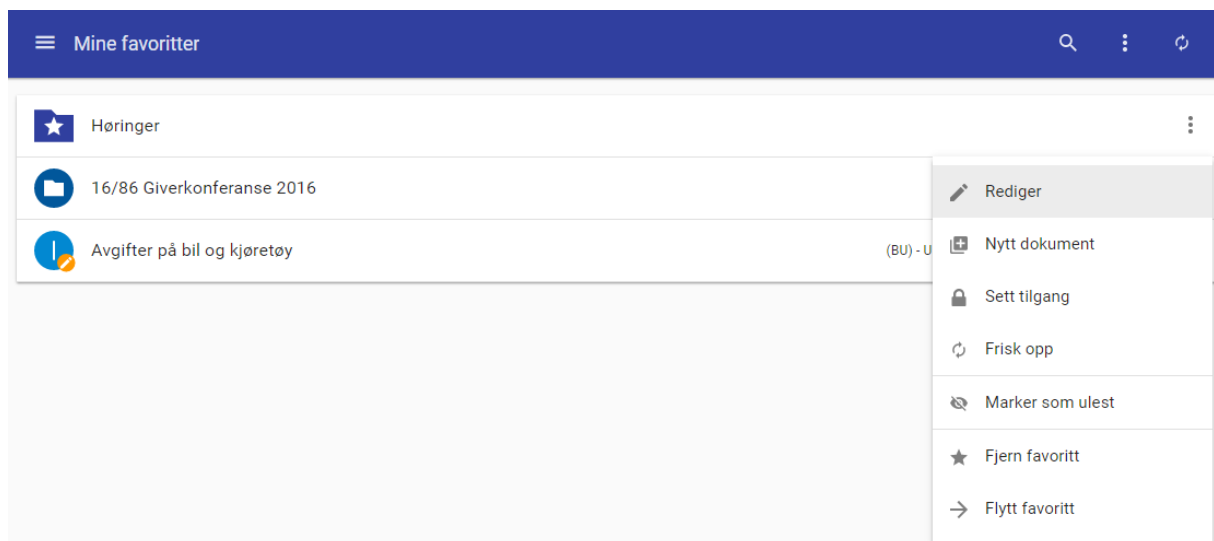 Mine favoritter
Høringer
16/86 Giverkonferanse 2016
Avgifter på bil og kjøretøy
I
(BU) - U
Rediger
Nytt dokument
Sett tilgang
Frisk opp
Marker som ulest
Fjern favoritt
Flytt favoritt